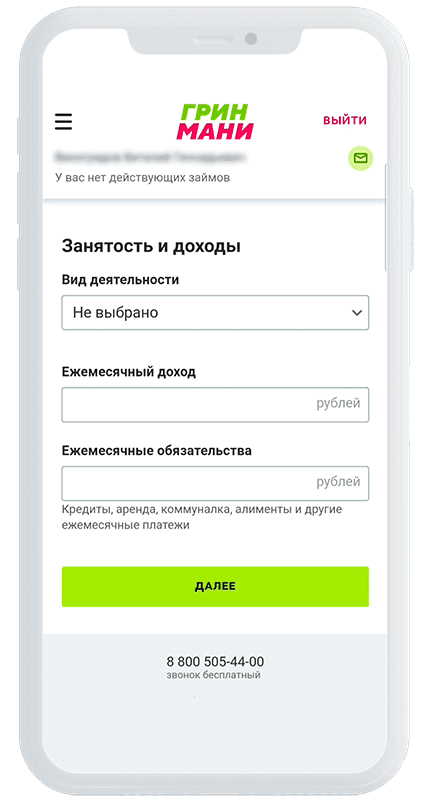 ГРИН
МАНИ
ВЫЙТИ
У вас нет действующих займов
Занятость и доходы
Вид деятельности
Не выбрано
Ежемесячный доход
рублей
Ежемесячные обязательства
рублей
Кредиты, аренда, коммуналка, алименты и другие
ежемесячные платежи
ДАЛЕЕ
8 800 505-44-00
звонок бесплатный